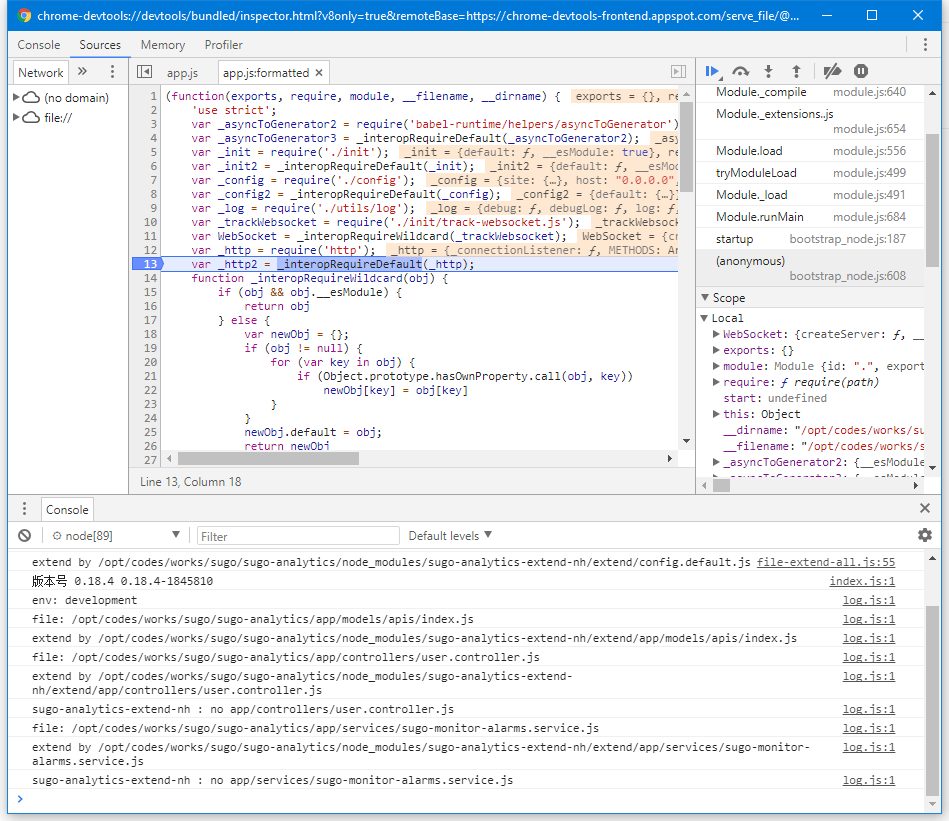 chrome-devtools://devtools/bundled/inspector.html?v8only=true&remoteBase=https://chrome-devtools-frontend.appspot.com/serve_file/@...
Console Sources Memory Profiler
Network » app.js app.js:formatted ×
(no domain)
file://
1 (function(exports, require, module, __filename, __dirname) { exports = {}, re
2 'use strict';
3 var _asyncToGenerator2 = require('babel-runtime/helpers/asyncToGenerator')
4 var _asyncToGenerator3 = _interopRequireDefault(_asyncToGenerator2); _asy
5 var _init = require('./init'); _init = {default: ƒ, __esModule: true}, re
6 var _init2 = _interopRequireDefault(_init); _init2 = {default: ƒ, __esMod
7 var _config = require('./config'); _config = {site: {…}, host: "0.0.0.0",
8 var _config2 = _interopRequireDefault(_config); _config2 = {default: {…}
9 var _log = require('./utils/log'); _log = {debug: ƒ, debugLog: ƒ, log: ƒ,
10 var _trackWebsocket = require('./init/track-websocket.js'); _trackWebsock
11 var WebSocket = _interopRequireWildcard(_trackWebsocket); WebSocket = {cr
12 var _http = require('http'); _http = {_connectionListener: ƒ, METHODS: Ar
13 var _http2 = _interopRequireDefault(_http);
14 function _interopRequireWildcard(obj) {
15 if (obj && obj.__esModule) {
16 return obj
17 } else {
18 var newObj = {};
19 if (obj != null) {
20 for (var key in obj) {
21 if (Object.prototype.hasOwnProperty.call(obj, key))
22 newObj[key] = obj[key]
23 }
24 }
25 newObj.default = obj;
26 return newObj
27
Line 13, Column 18
Module._compile module.js:640
Module._extensions..js
module.js:654
Module.load module.js:556
tryModuleLoad module.js:499
Module._load module.js:491
Module.runMain module.js:684
startup bootstrap_node.js:187
(anonymous)
bootstrap_node.js:608
Scope
Local
WebSocket: {createServer: ƒ, __
exports: {}
module: Module {id: ".", export
require: ƒ require(path)
start: undefined
this: Object
__dirname: "/opt/codes/works/su
__filename: "/opt/codes/works/s
_asyncToGenerator2: {__esModule
Console
node[89] Filter Default levels
extend by /opt/codes/works/sugo/sugo-analytics/node_modules/sugo-analytics-extend-nh/extend/config.default.js file-extend-all.js:55
版本号 0.18.4 0.18.4-1845810 index.js:1
env: development log.js:1
file: /opt/codes/works/sugo/sugo-analytics/app/models/apis/index.js log.js:1
extend by /opt/codes/works/sugo/sugo-analytics/node_modules/sugo-analytics-extend-nh/extend/app/models/apis/index.js log.js:1
file: /opt/codes/works/sugo/sugo-analytics/app/controllers/user.controller.js log.js:1
extend by /opt/codes/works/sugo/sugo-analytics/node_modules/sugo-analytics-extend- log.js:1
nh/extend/app/controllers/user.controller.js
sugo-analytics-extend-nh : no app/controllers/user.controller.js log.js:1
file: /opt/codes/works/sugo/sugo-analytics/app/services/sugo-monitor-alarms.service.js log.js:1
extend by /opt/codes/works/sugo/sugo-analytics/node_modules/sugo-analytics-extend-nh/extend/app/services/sugo-monitor- log.js:1
alarms.service.js
sugo-analytics-extend-nh : no app/services/sugo-monitor-alarms.service.js log.js:1